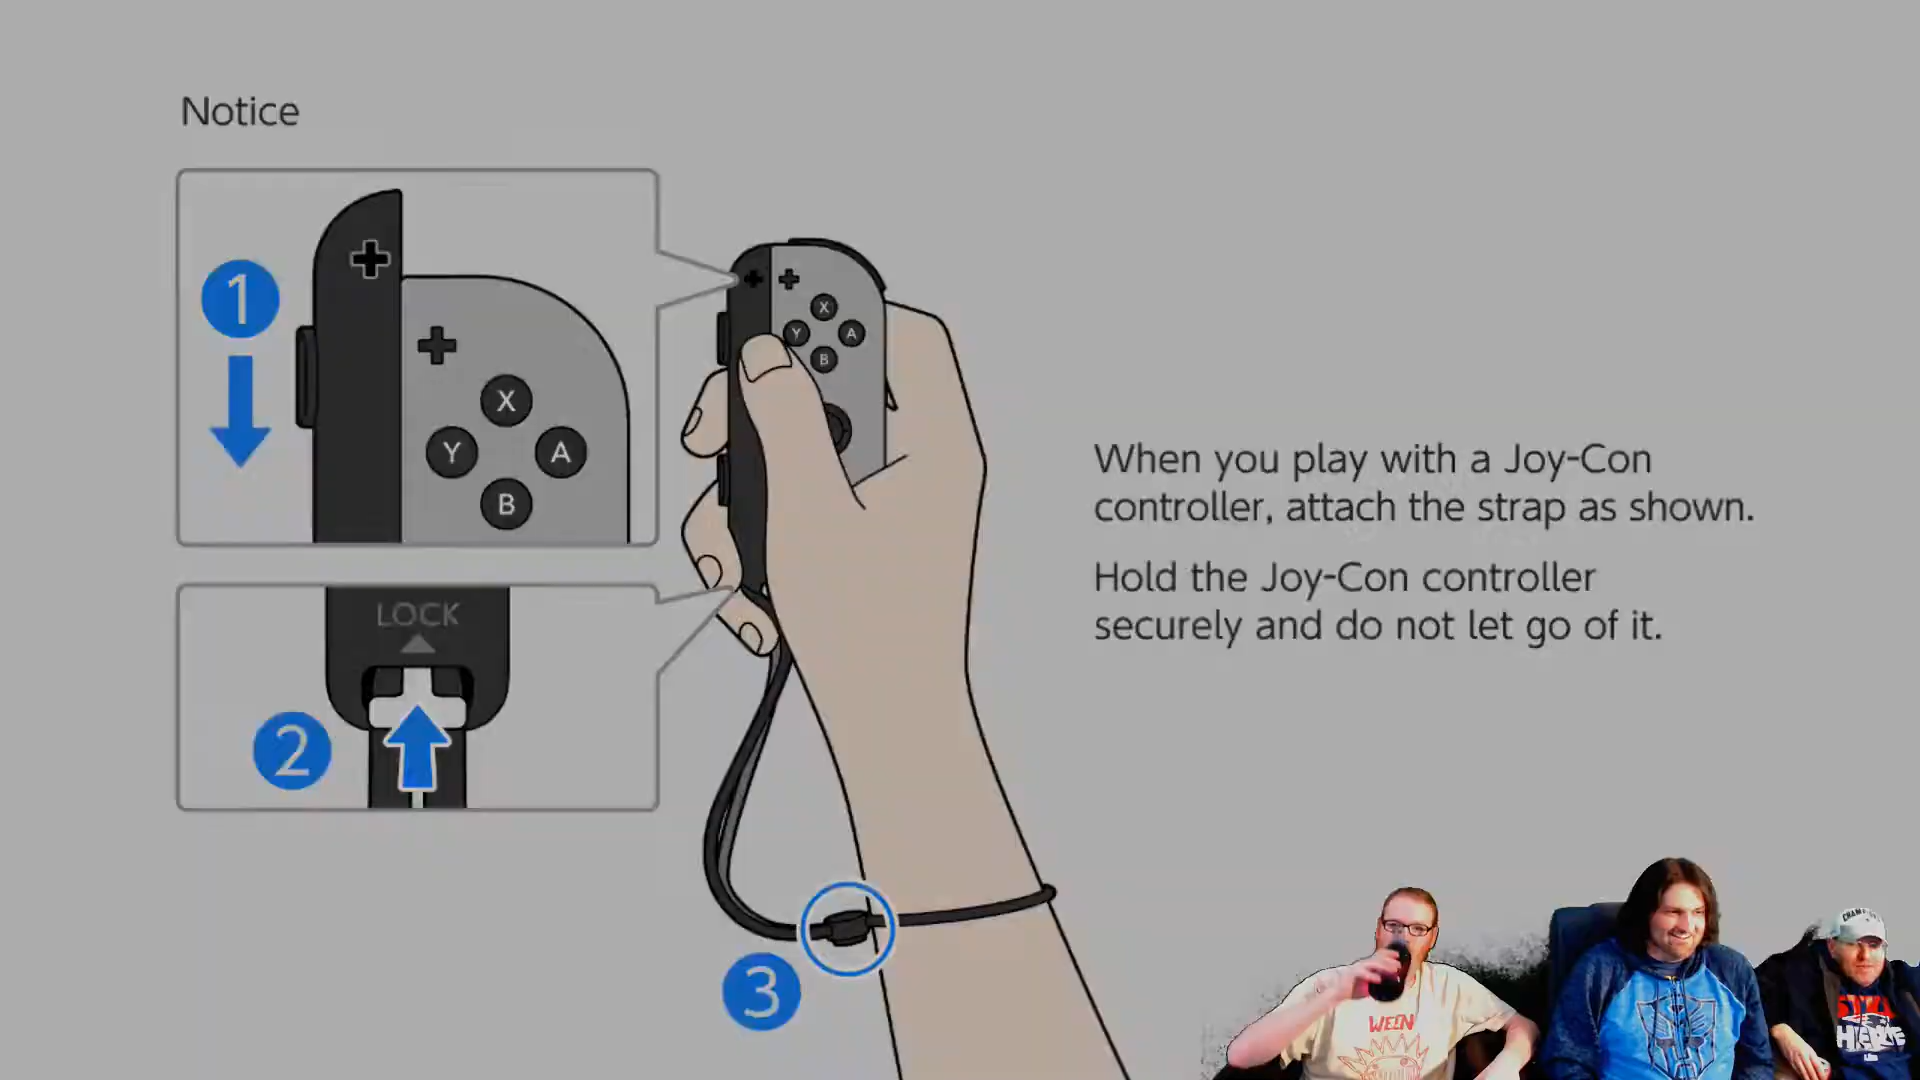 Notice
1
X
Y
A
B
X
Y
A
B
When you play with a Joy-Con
controller, attach the strap as shown.
Hold the Joy-Con controller
securely and do not let go of it.
LOCK
2
3
WEEN